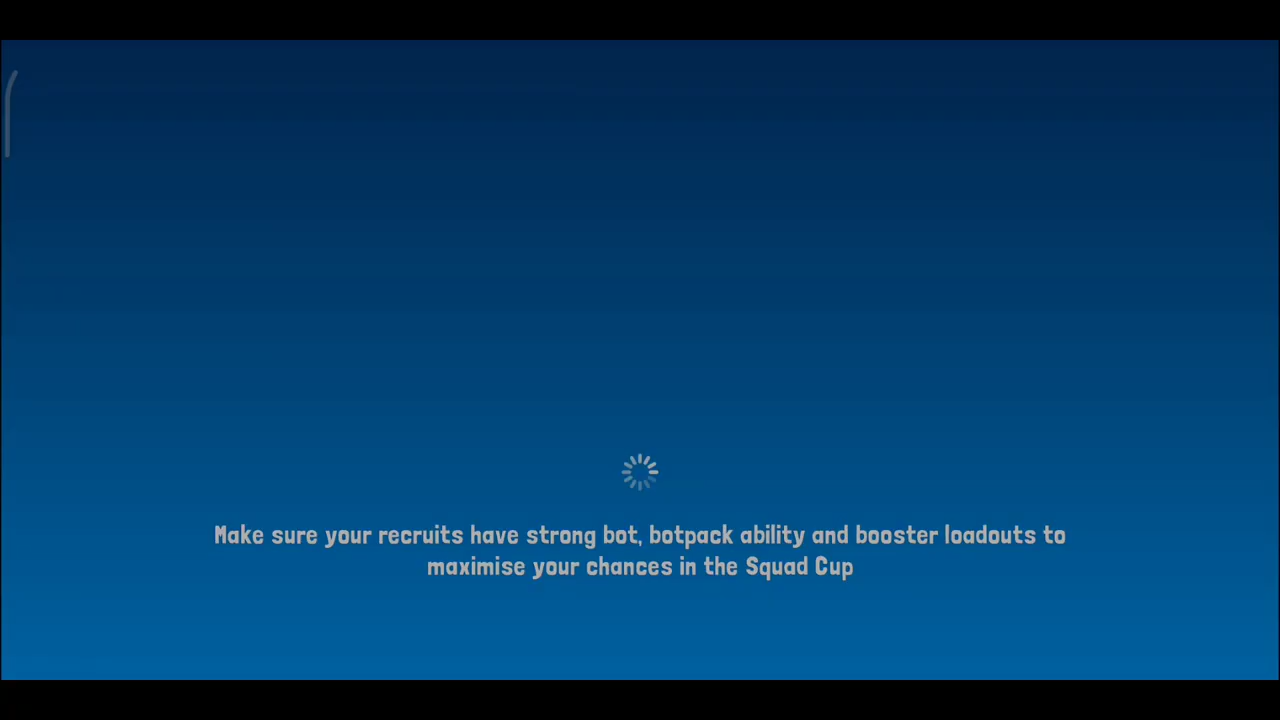 Make sure your recruits have strong bot, botpack ability and booster loadouts to
maximise your chances in the Squad Cup